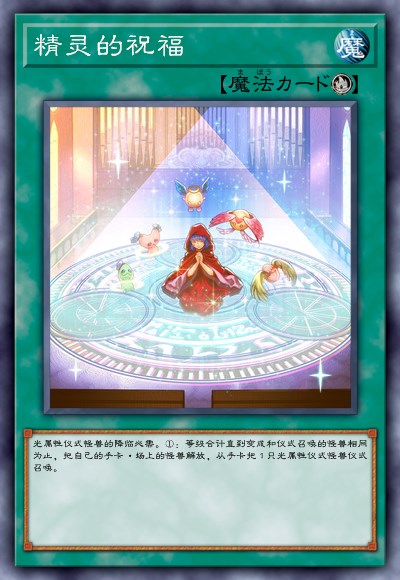 精灵的祝福
魔
【魔法カード】
まほう
光属性仪式怪兽的降临必需。①：等级合计直到变成和仪式召唤的怪兽相同
为止，把自己的手卡·场上的怪兽解放，从手卡把1只光属性仪式怪兽仪式
召唤。